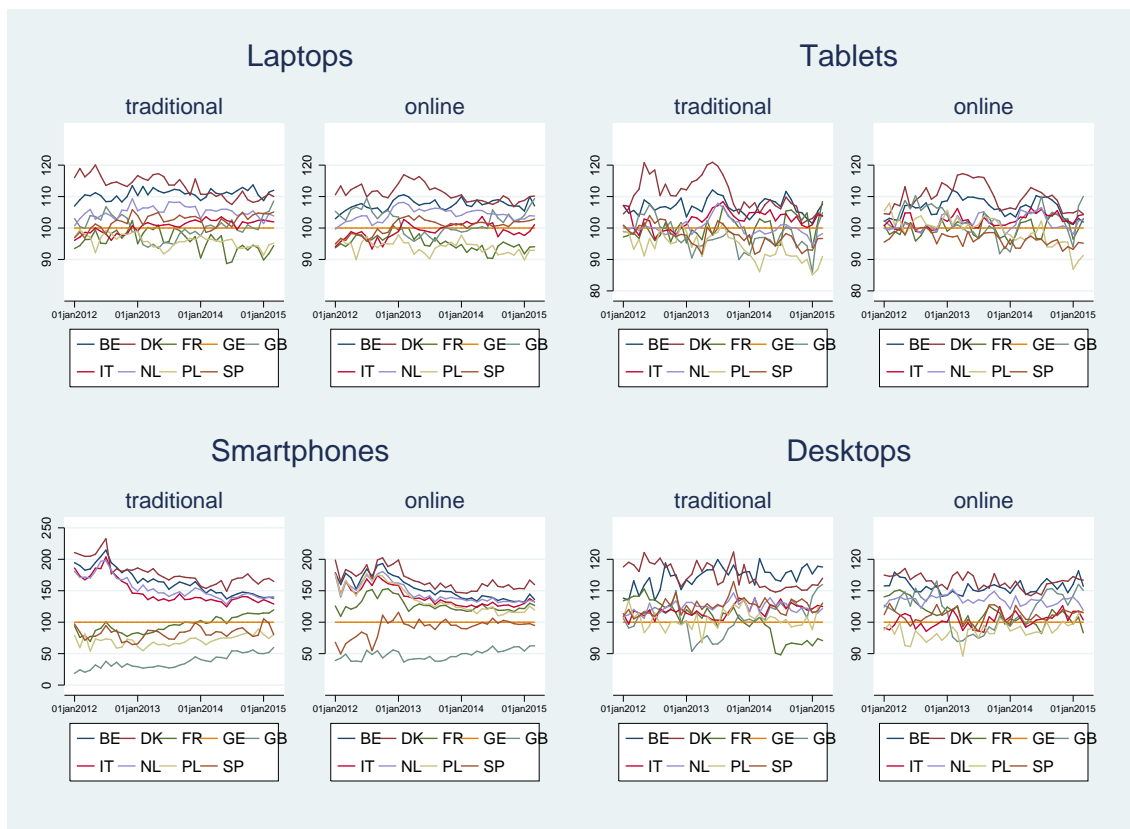 Laptops
traditional
online
90 100 110 120
01jan2012 01jan2013 01jan2014 01jan2015
BE DK FR GE GB
IT NL PL SP
90 100 110 120
01jan2012 01jan2013 01jan2014 01jan2015
BE DK FR GE GB
IT NL PL SP
Tablets
traditional
online
80 90 100 110 120
01jan2012 01jan2013 01jan2014 01jan2015
BE DK FR GE GB
IT NL PL SP
80 90 100 110 120
01jan2012 01jan2013 01jan2014 01jan2015
BE DK FR GE GB
IT NL PL SP
Smartphones
traditional
online
0 50 100 150 200 250
01jan2012 01jan2013 01jan2014 01jan2015
BE DK FR GE GB
IT NL PL SP
50 100 150 200
01jan2012 01jan2013 01jan2014 01jan2015
BE DK FR GE GB
IT NL PL SP
Desktops
traditional
online
90 100 110 120
01jan2012 01jan2013 01jan2014 01jan2015
BE DK FR GE GB
IT NL PL SP
90 100 110 120
01jan2012 01jan2013 01jan2014 01jan2015
BE DK FR GE GB
IT NL PL SP